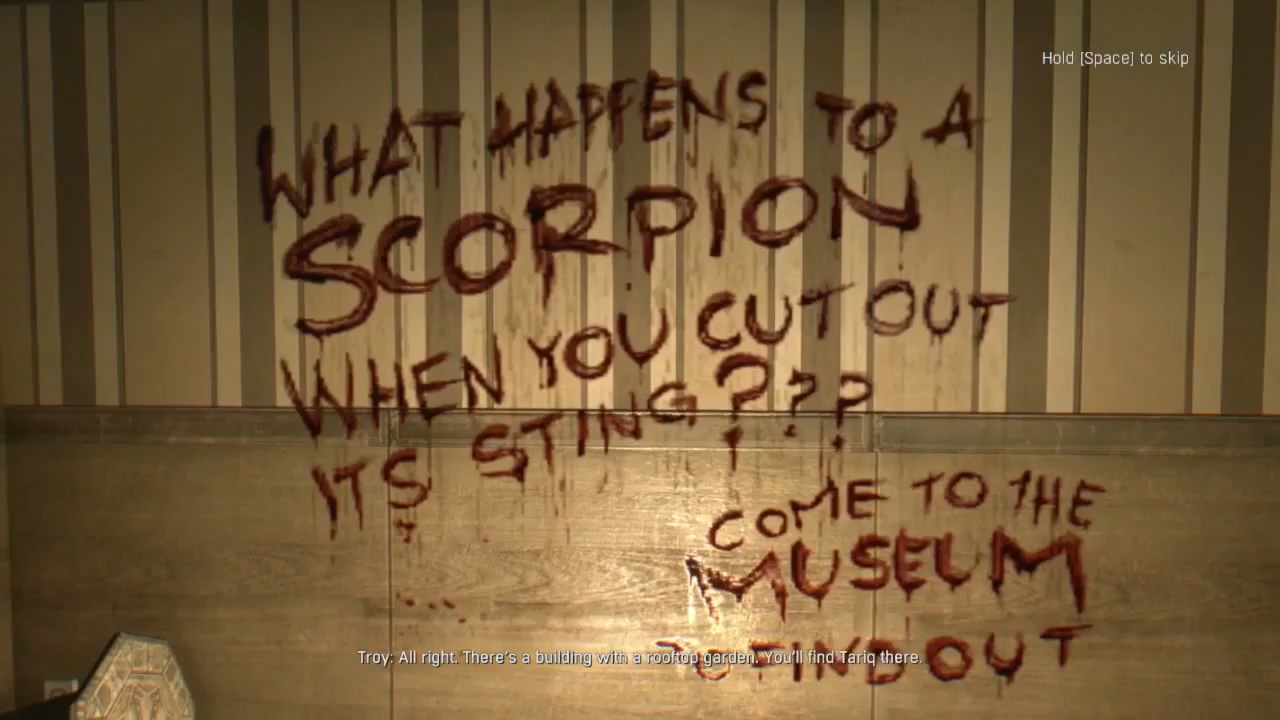 Hold [Space] to skip
WHAT HAPPENS TO A
SCORPION
WHEN YOU CUT OUT
ITS STING???
COME TO THE
MUSEUM
TO FIND OUT
Troy: All right. There's a building with a rooftop garden. You'll find Tariq there.